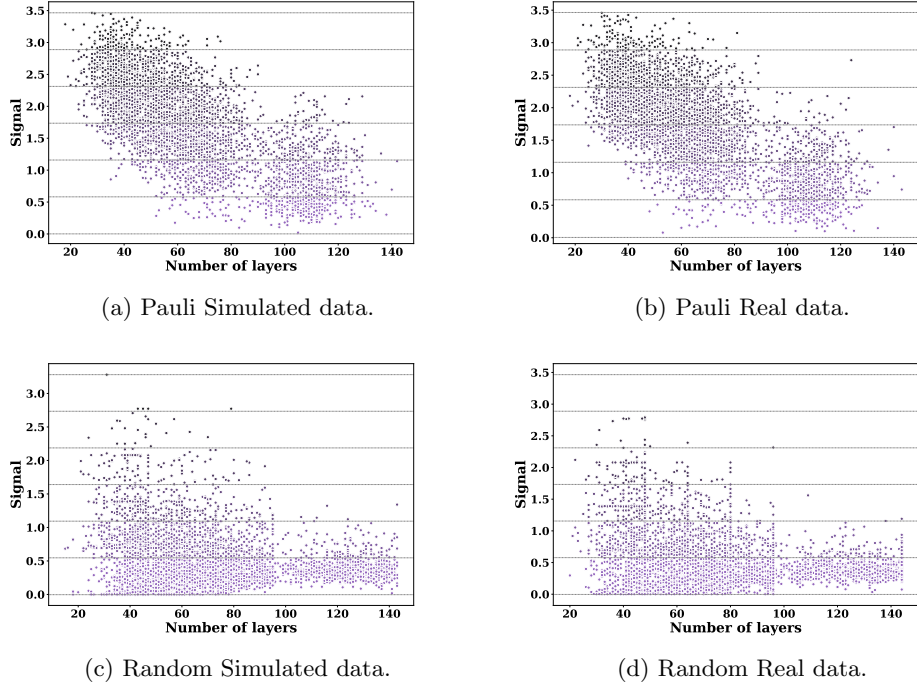 3.5
3.0
2.5
2.0
1.5
1.0
0.5
0.0
Signal
20 40 60 80 100 120 140
Number of layers
(a) Pauli Simulated data.
3.5
3.0
2.5
2.0
1.5
1.0
0.5
0.0
Signal
20 40 60 80 100 120 140
Number of layers
(b) Pauli Real data.
3.0
2.5
2.0
1.5
1.0
0.5
0.0
Signal
20 40 60 80 100 120 140
Number of layers
(c) Random Simulated data.
3.5
3.0
2.5
2.0
1.5
1.0
0.5
0.0
Signal
20 40 60 80 100 120 140
Number of layers
(d) Random Real data.